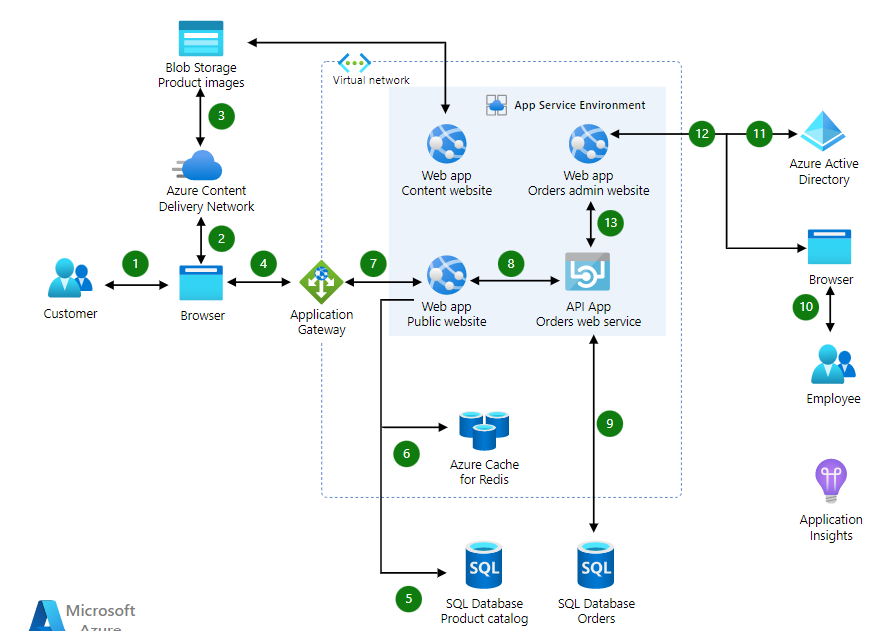 Blob Storage
Product images
Virtual network
App Service Environment
3
Web app
Content website
Web app
Orders admin website
12
11
Azure Active
Directory
Azure Content
Delivery Network
2
13
1
4
7
8
Customer
Browser
Application
Gateway
Web app
Public website
API App
Orders web service
Browser
10
Employee
9
6
Azure Cache
for Redis
SQL
SQL
Application
Insights
5
SQL Database
Product catalog
SQL Database
Orders
Microsoft
Azure